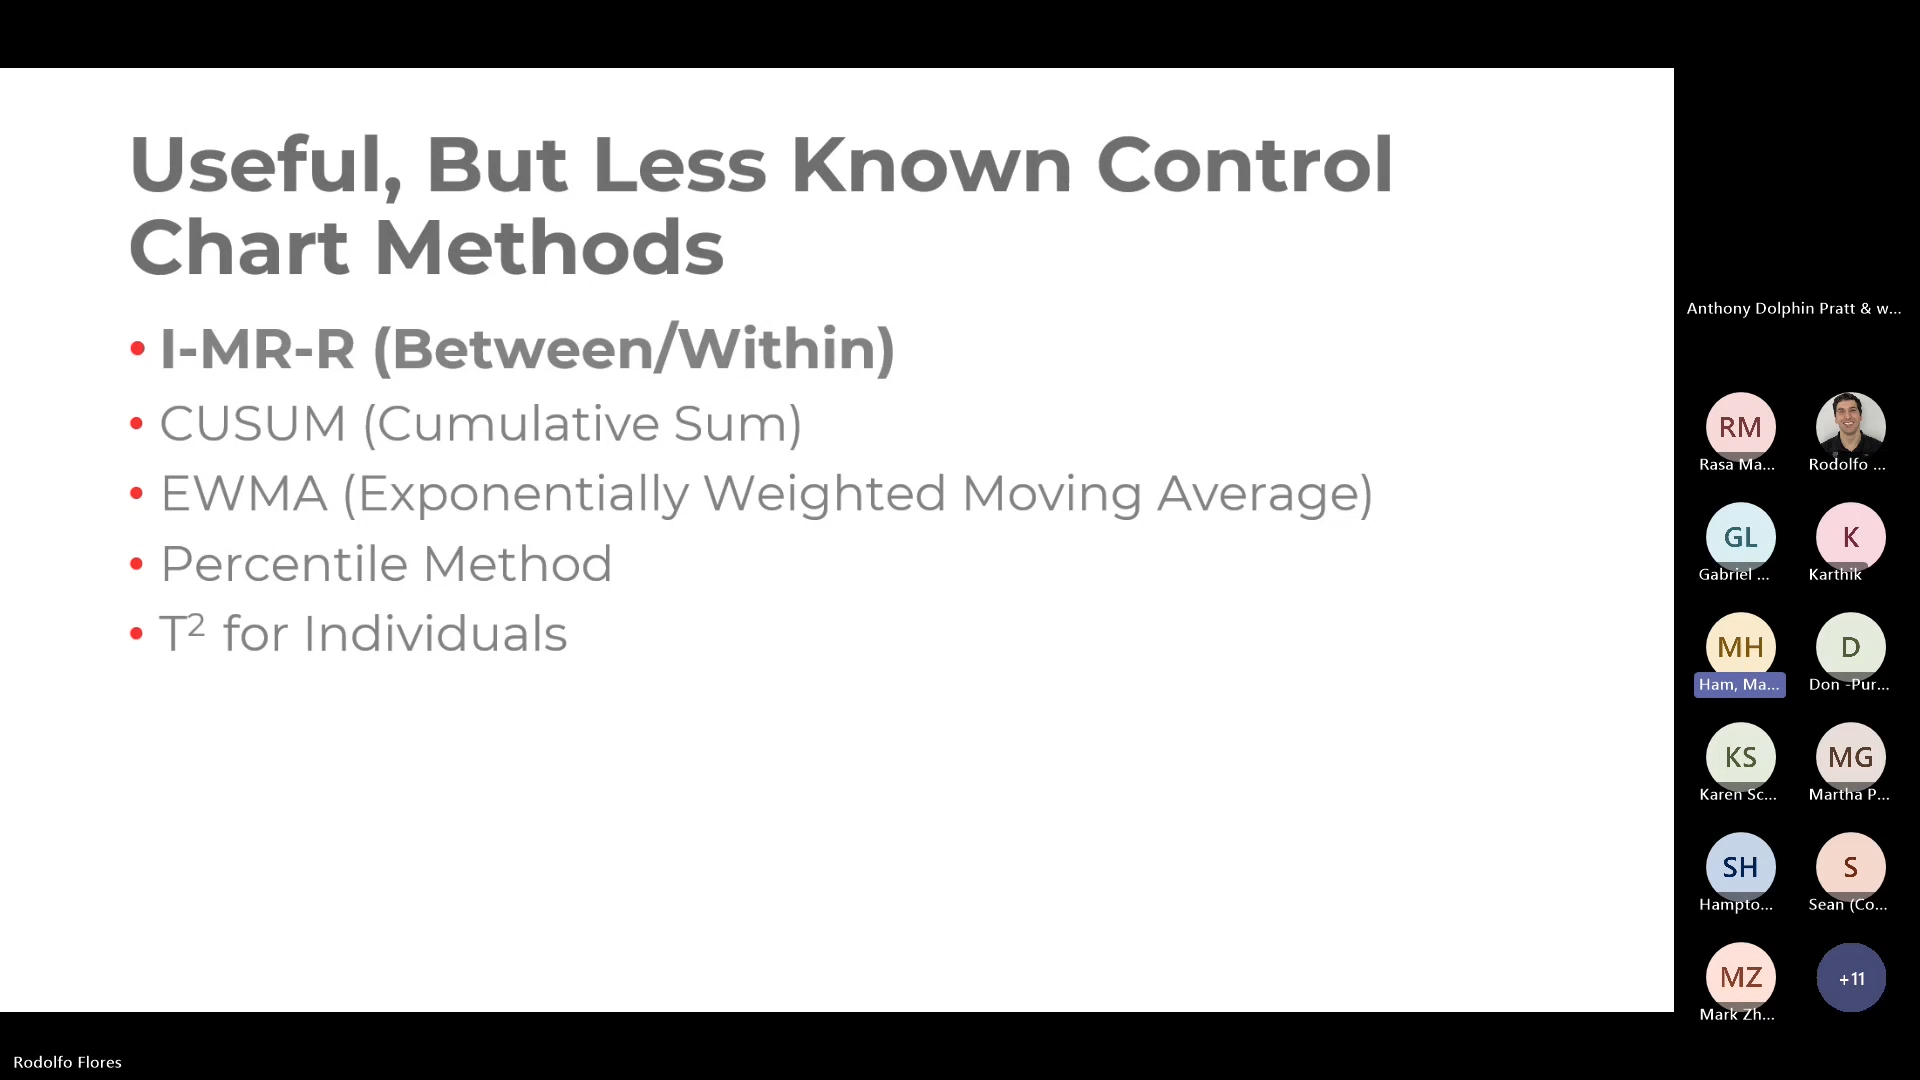 Useful, But Less Known Control
Chart Methods
• I-MR-R (Between/Within)
• CUSUM (Cumulative Sum)
• EWMA (Exponentially Weighted Moving Average)
• Percentile Method
• T² for Individuals
Anthony Dolphin Pratt & w...
RM
Rasa Ma...
Rodolfo ...
GL
Gabriel ...
K
Karthik
MH
Ham, Ma...
D
Don -Pur...
KS
Karen Sc...
MG
Martha P...
SH
Hampto...
S
Sean (Co...
MZ
Mark Zh...
+11
Rodolfo Flores